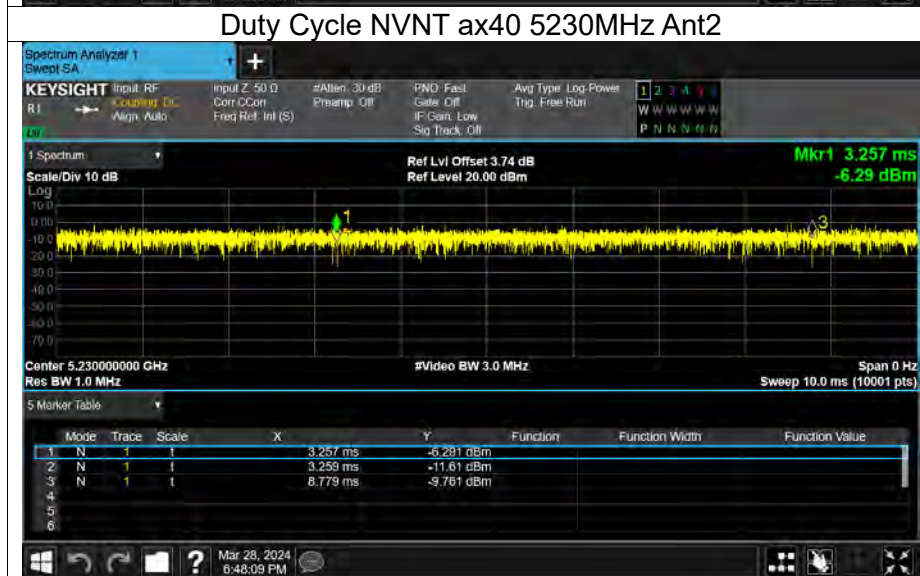 Duty Cycle NVNT ax40 5230MHz Ant2
Spectrum Analyzer 1
Swept SA
KEYSIGHT Input: RF Input Z: 50 Ω #Atten: 30 dB PNO: Fast Avg Type: Log-Power 1 2 3 4 5 6
R L Coupling: DC Corr CCorr Preamp: Off Gate: Off Trig: Free Run W W W W W W
Align: Auto Freq Ref: Int (S) IF Gain: Low
Sig Track: Off P N N N N N
1 Spectrum Ref Lvl Offset 3.74 dB Mkr1 3.257 ms
Scale/Div 10 dB Ref Level 20.00 dBm -6.29 dBm
Log
10.0
0.00
-10.0
-20.0
-30.0
-40.0
-50.0
-60.0
-70.0
1
3
Center 5.230000000 GHz #Video BW 3.0 MHz Span 0 Hz
Res BW 1.0 MHz Sweep 10.0 ms (10001 pts)
5 Marker Table
Mode Trace Scale X Y Function Function Width Function Value
1 N 1 t 3.257 ms -6.291 dBm
2 N 1 t 3.259 ms -11.61 dBm
3 N 1 t 8.779 ms -9.761 dBm
4
5
6
? Mar 28, 2024
6:48:09 PM